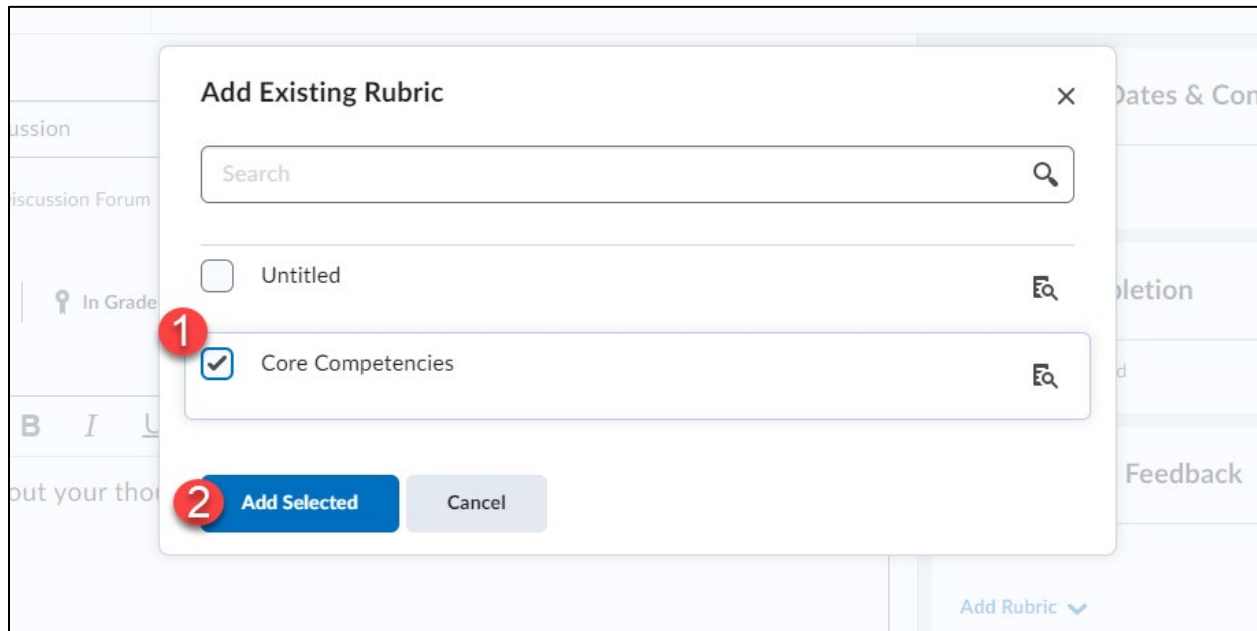 Add Existing Rubric
Dates & Con
ussion
Search
iscussion Forum
Untitled
In Grade
pletion
1
Core Competencies
d
B I U
Feedback
out your thou
2
Add Selected
Cancel
Add Rubric